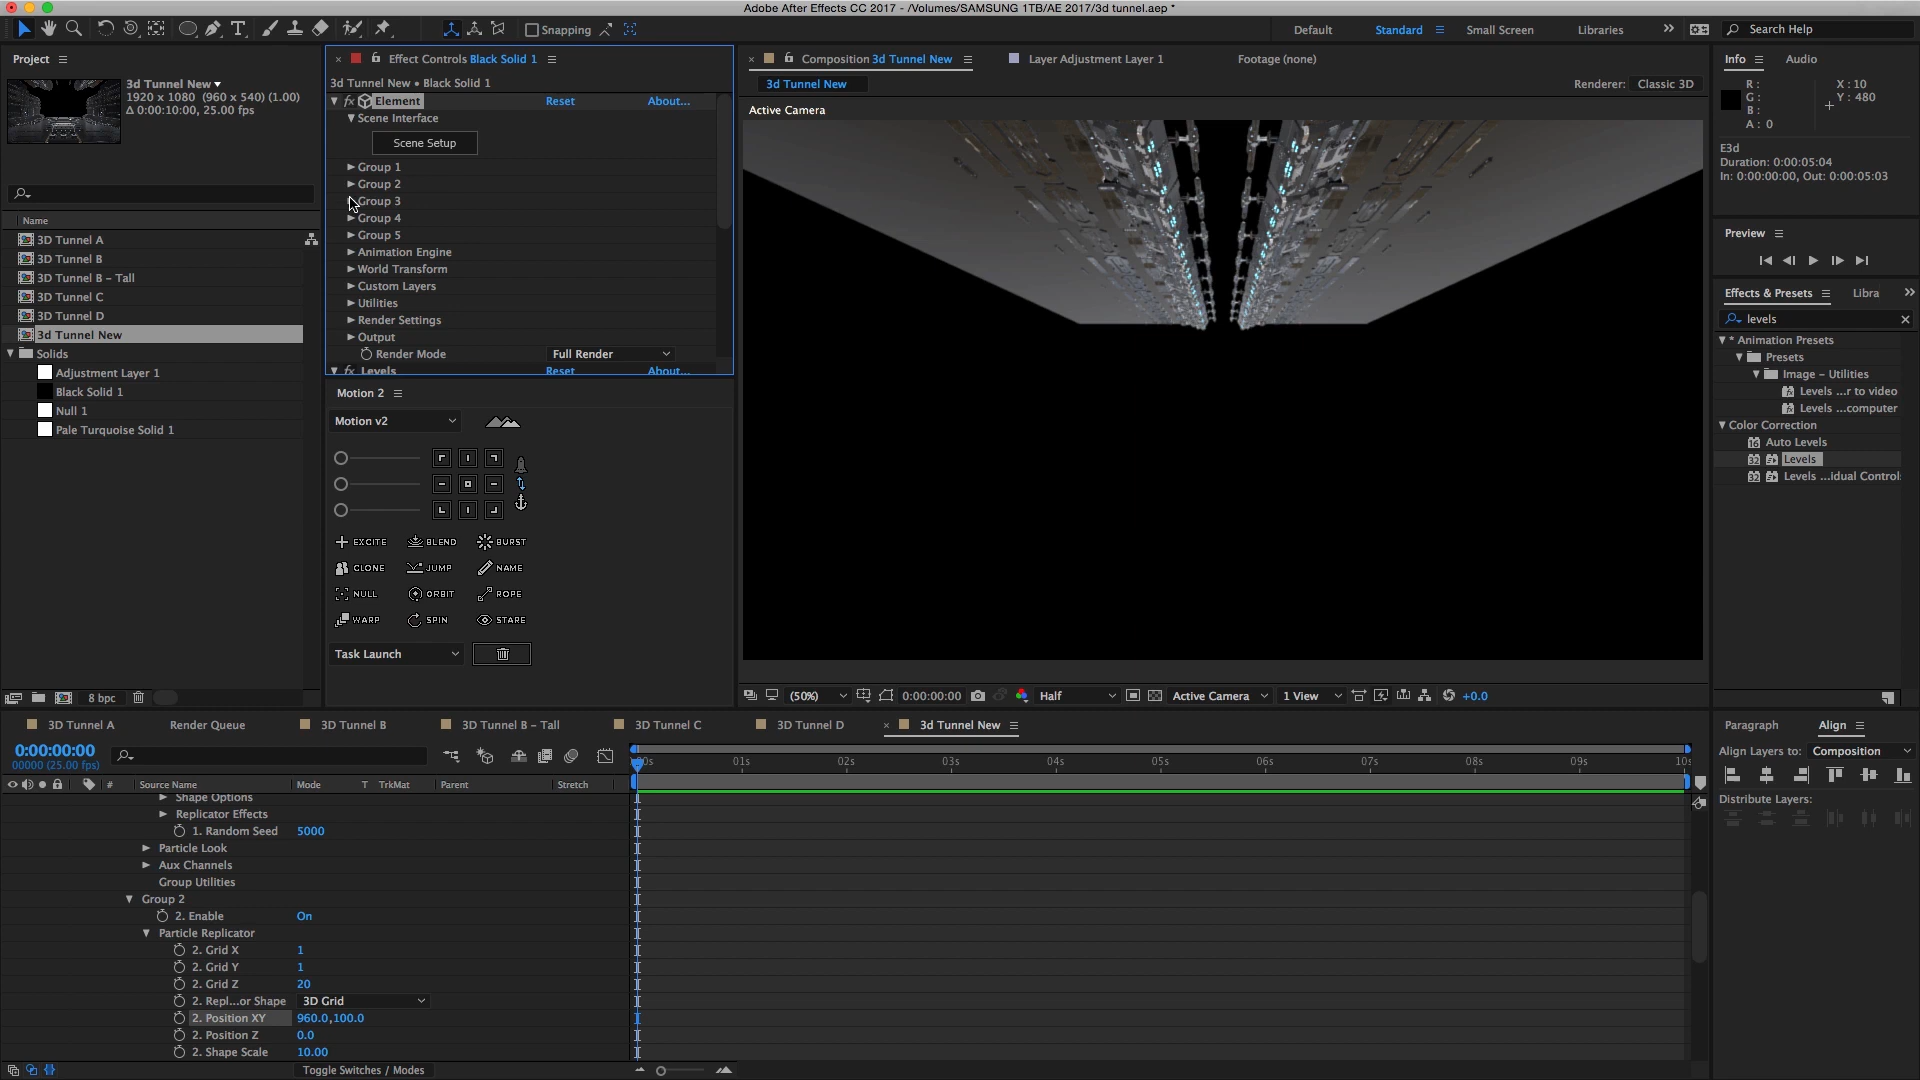 Adobe After Effects CC 2017 - /Volumes/SAMSUNG 1TB/AE 2017/3d tunnel.aep *
Snapping
Default
Standard
Small Screen
Libraries
Search Help
Project
3d Tunnel New
1920 x 1080 (960 x 540) (1.00)
Δ 0:00:10:00, 25.00 fps
Name
3D Tunnel A
3D Tunnel B
3D Tunnel B - Tall
3D Tunnel C
3D Tunnel D
3d Tunnel New
Solids
Adjustment Layer 1
Black Solid 1
Null 1
Pale Turquoise Solid 1
8 bpc
Effect Controls Black Solid 1
3d Tunnel New • Black Solid 1
fx Element Reset About...
Scene Interface
Scene Setup
Group 1
Group 2
Group 3
Group 4
Group 5
Animation Engine
World Transform
Custom Layers
Utilities
Render Settings
Output
Render Mode Full Render
fx Levels Reset About...
Motion 2
Motion v2
EXCITE BLEND BURST
CLONE JUMP NAME
NULL ORBIT ROPE
WARP SPIN STARE
Task Launch
Composition 3d Tunnel New
Layer Adjustment Layer 1
Footage (none)
3d Tunnel New
Renderer: Classic 3D
Active Camera
(50%) 0:00:00:00 Half Active Camera 1 View +0.0
Info Audio
R :
G :
B :
A : 0
X : 10
Y : 480
E3d
Duration: 0:00:05:04
In: 0:00:00:00, Out: 0:00:05:03
Preview
Effects & Presets Libra
levels
* Animation Presets
Presets
Image - Utilities
Levels ...r to video
Levels ...computer
Color Correction
16 Auto Levels
32 Levels
32 Levels ...idual Control
3D Tunnel A
Render Queue
3D Tunnel B
3D Tunnel B - Tall
3D Tunnel C
3D Tunnel D
3d Tunnel New
0:00:00:00
00000 (25.00 fps)
01s 02s 03s 04s 05s 06s 07s 08s 09s
# Source Name Mode T TrkMat Parent Stretch
Shape Options
Replicator Effects
1. Random Seed 5000
Particle Look
Aux Channels
Group Utilities
Group 2
2. Enable On
Particle Replicator
2. Grid X 1
2. Grid Y 1
2. Grid Z 20
2. Repl...or Shape 3D Grid
2. Position XY 960.0,100.0
2. Position Z 0.0
2. Shape Scale 10.00
Toggle Switches / Modes
Paragraph Align
Align Layers to: Composition
Distribute Layers: